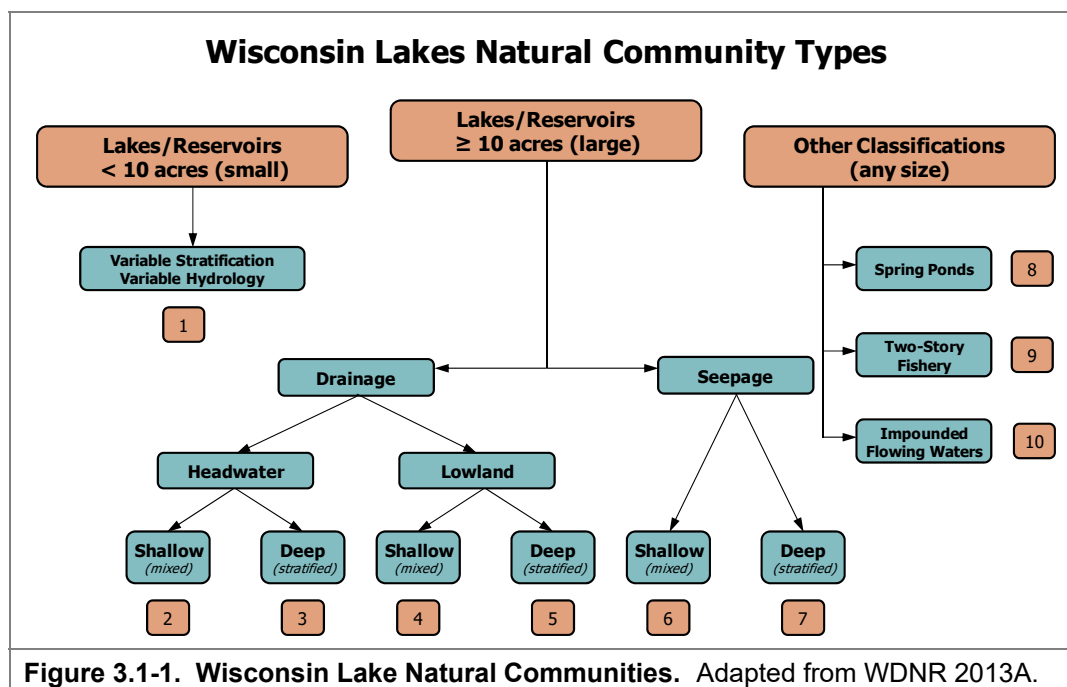 Wisconsin Lakes Natural Community Types
Lakes/Reservoirs
< 10 acres (small)
Lakes/Reservoirs
≥ 10 acres (large)
Other Classifications
(any size)
Variable Stratification
Variable Hydrology
1
Spring Ponds
8
Two-Story
Fishery
9
Impounded
Flowing Waters
10
Drainage
Seepage
Headwater
Lowland
Shallow
(mixed)
Deep
(stratified)
Shallow
(mixed)
Deep
(stratified)
Shallow
(mixed)
Deep
(stratified)
2
3
4
5
6
7
Figure 3.1-1. Wisconsin Lake Natural Communities. Adapted from WDNR 2013A.